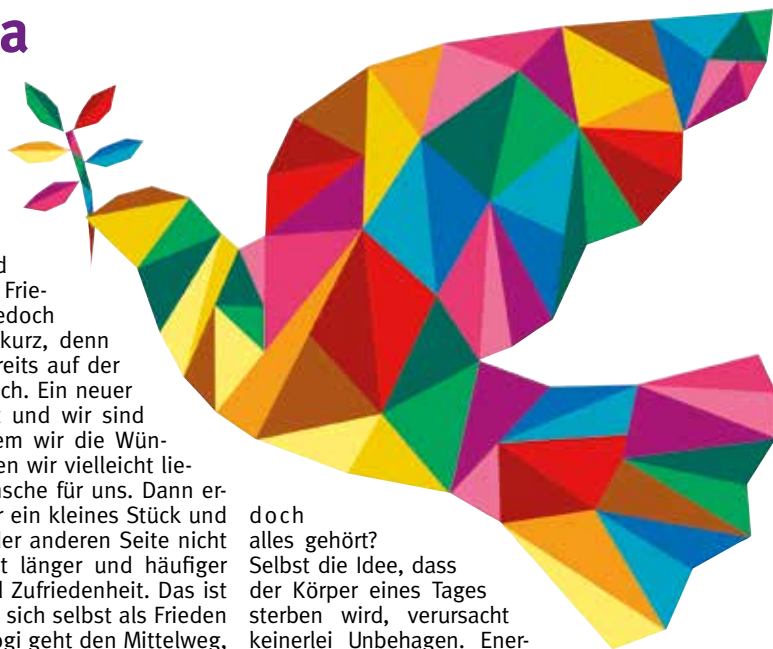 a
d
Frie-
edoch
kurz, denn
reits auf der
ch. Ein neuer
und wir sind
em wir die Wün-
en wir vielleicht lie-
nsche für uns. Dann er-
r ein kleines Stück und
der anderen Seite nicht
t länger und häufiger
d Zufriedenheit. Das ist
sich selbst als Frieden
ogi geht den Mittelweg,
doch
alles gehört?
Selbst die Idee, dass
der Körper eines Tages
sterben wird, verursacht
keinerlei Unbehagen. Ener-